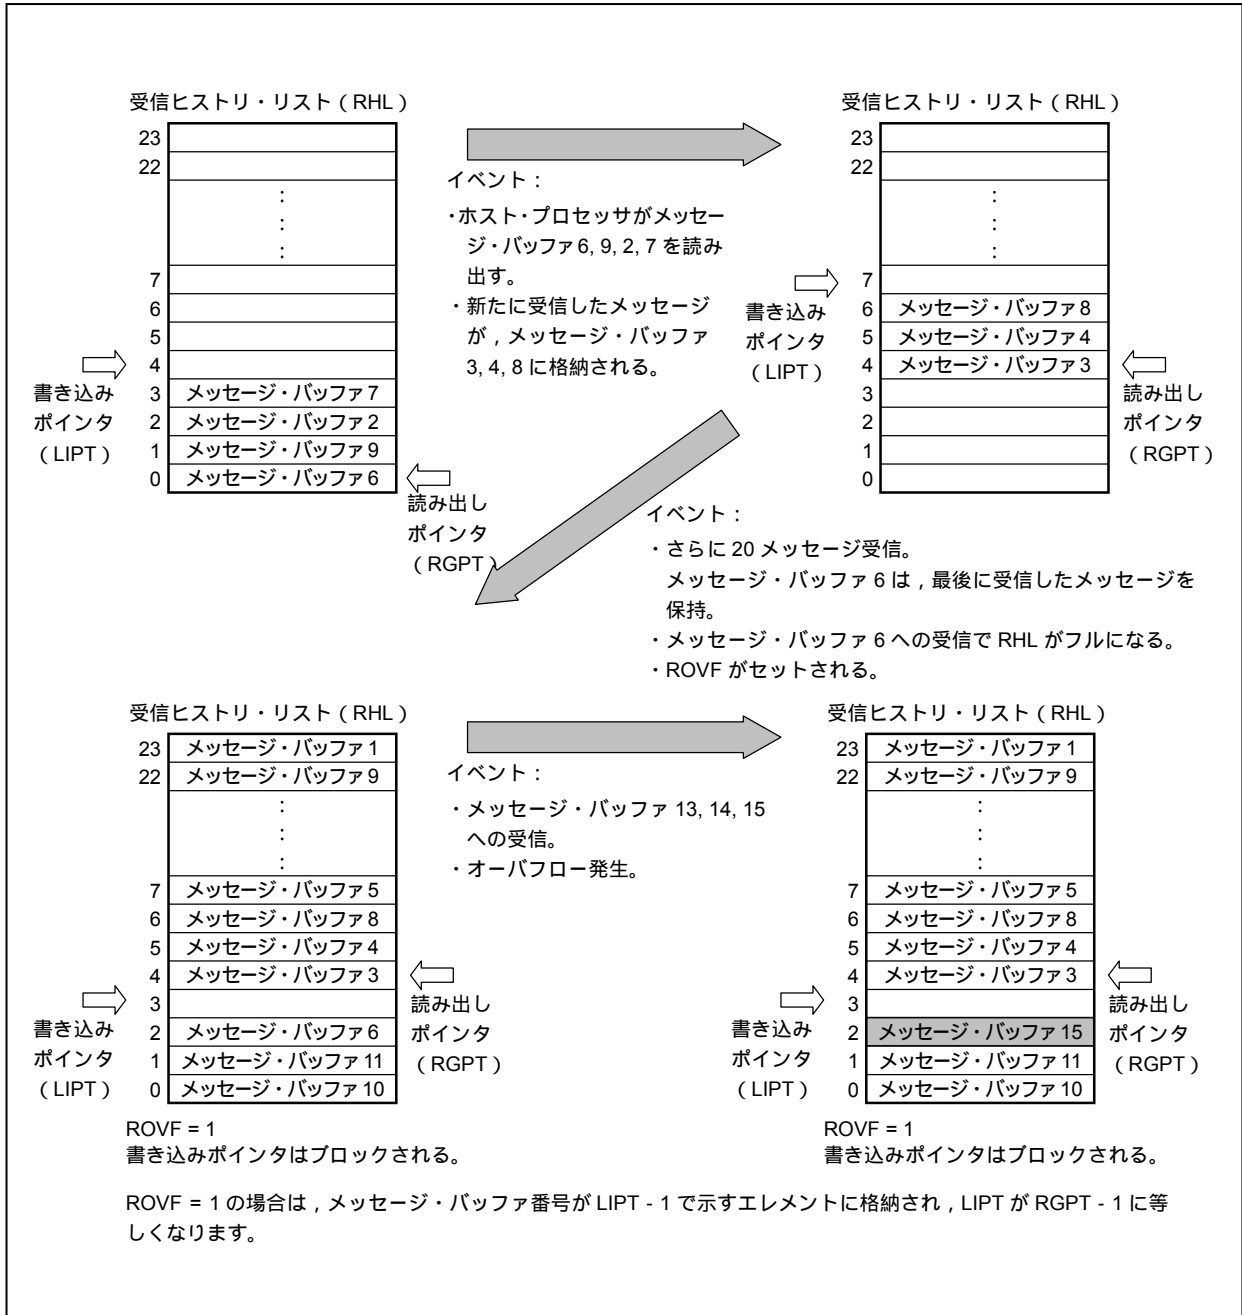 受信ヒストリ・リスト（RHL）
23
22
：
：
：
7
6
5
4
3 メッセージ・バッファ7
2 メッセージ・バッファ2
1 メッセージ・バッファ9
0 メッセージ・バッファ6
書き込み
ポインタ
（LIPT）
読み出し
ポインタ
（RGPT）
イベント：
・ホスト・プロセッサがメッセー
ジ・バッファ6, 9, 2, 7 を読み
出す。
・新たに受信したメッセージ
が，メッセージ・バッファ
3, 4, 8 に格納される。
受信ヒストリ・リスト（RHL）
23
22
：
：
：
7
6 メッセージ・バッファ8
5 メッセージ・バッファ4
4 メッセージ・バッファ3
3
2
1
0
書き込み
ポインタ
（LIPT）
読み出し
ポインタ
（RGPT）
イベント：
・さらに 20 メッセージ受信。
メッセージ・バッファ 6 は，最後に受信したメッセージを
保持。
・メッセージ・バッファ 6 への受信で RHL がフルになる。
・ROVF がセットされる。
受信ヒストリ・リスト（RHL）
23 メッセージ・バッファ1
22 メッセージ・バッファ9
：
：
：
7 メッセージ・バッファ5
6 メッセージ・バッファ8
5 メッセージ・バッファ4
4 メッセージ・バッファ3
3
2 メッセージ・バッファ6
1 メッセージ・バッファ11
0 メッセージ・バッファ10
書き込み
ポインタ
（LIPT）
読み出し
ポインタ
（RGPT）
ROVF = 1
書き込みポインタはブロックされる。
イベント：
・メッセージ・バッファ 13, 14, 15
への受信。
・オーバフロー発生。
受信ヒストリ・リスト（RHL）
23 メッセージ・バッファ1
22 メッセージ・バッファ9
：
：
：
7 メッセージ・バッファ5
6 メッセージ・バッファ8
5 メッセージ・バッファ4
4 メッセージ・バッファ3
3
2 メッセージ・バッファ15
1 メッセージ・バッファ11
0 メッセージ・バッファ10
書き込み
ポインタ
（LIPT）
読み出し
ポインタ
（RGPT）
ROVF = 1
書き込みポインタはブロックされる。
ROVF = 1 の場合は，メッセージ・バッファ番号が LIPT - 1 で示すエレメントに格納され，LIPT が RGPT - 1 に等
しくなります。